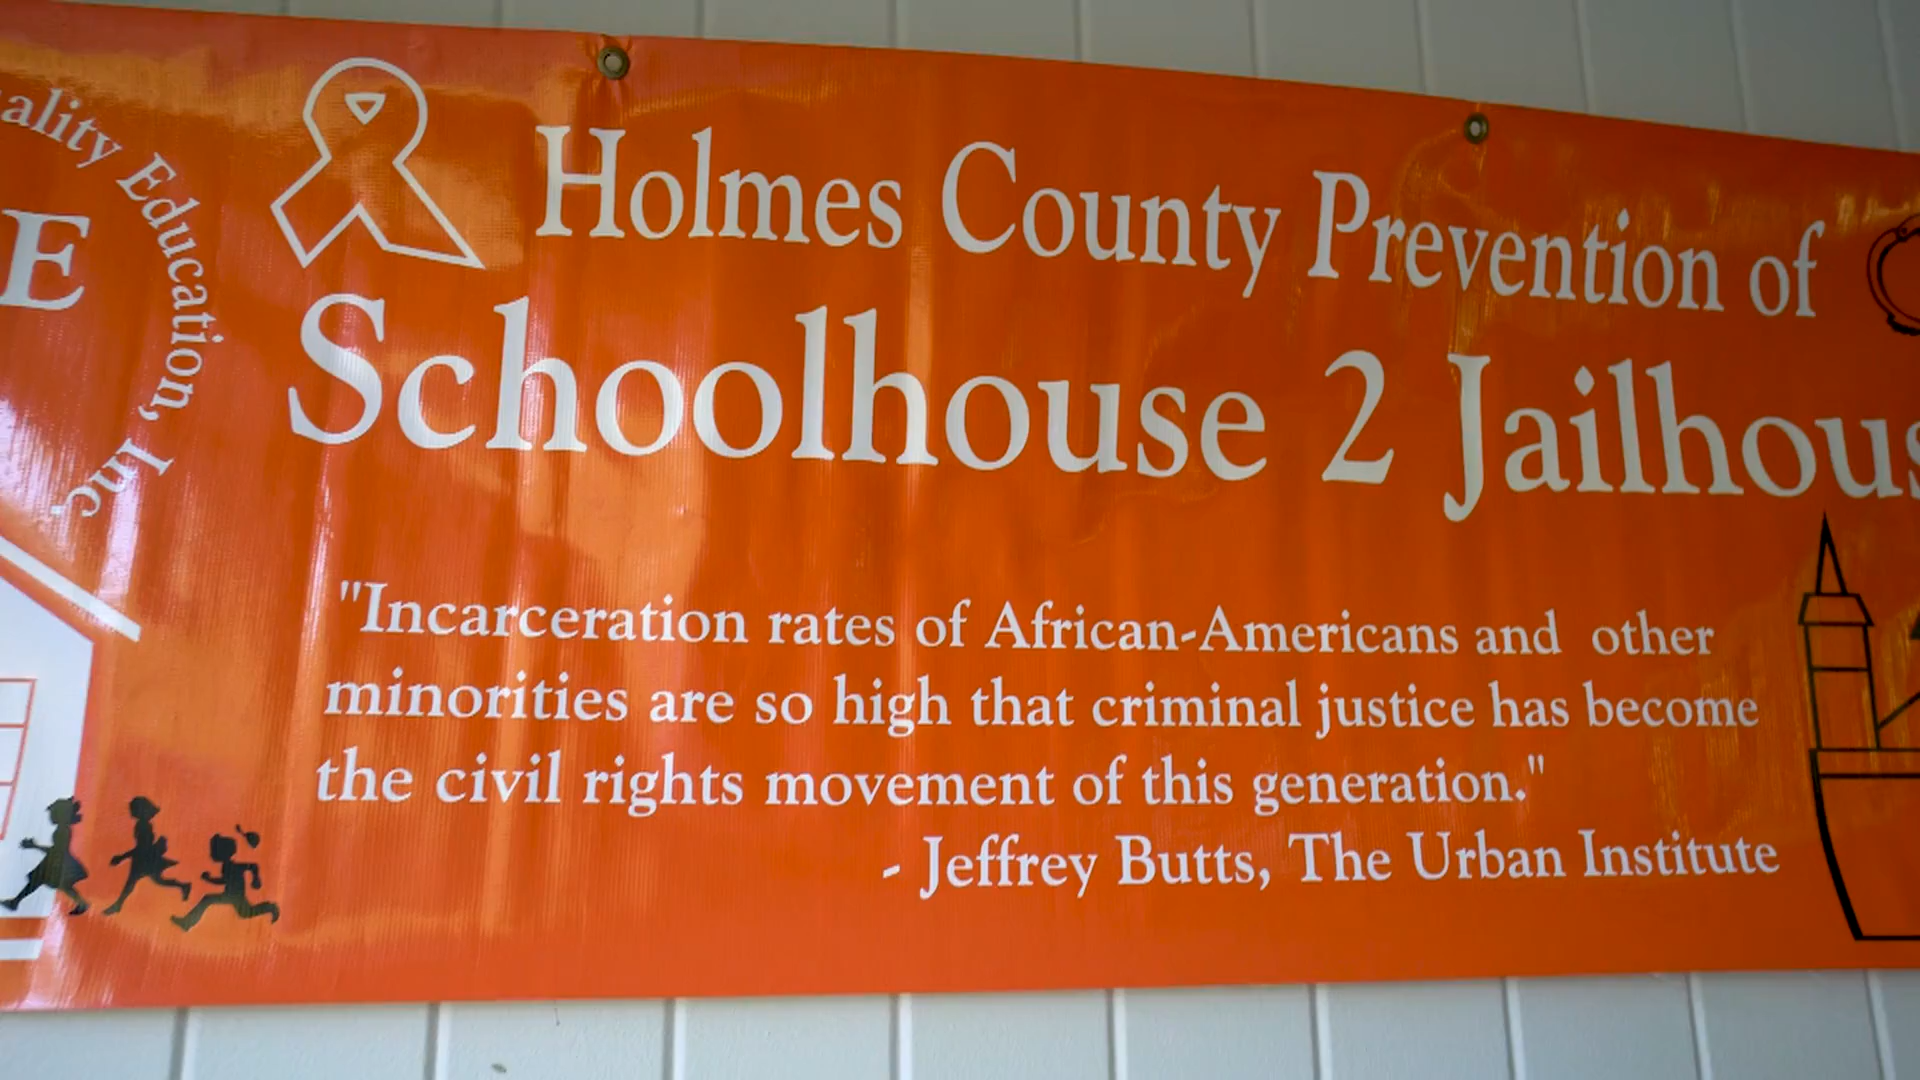 ality Education, Inc.
E
Holmes County Prevention of
Schoolhouse 2 Jailhous
"Incarceration rates of African-Americans and other
minorities are so high that criminal justice has become
the civil rights movement of this generation."
- Jeffrey Butts, The Urban Institute